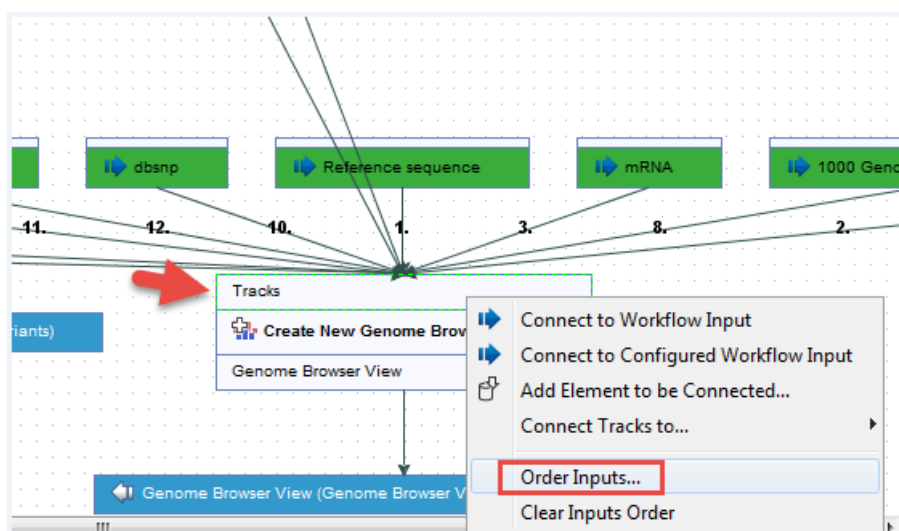 dbsnp
Reference sequence
mRNA
1000 Geno
11.
12.
10.
1.
3.
8.
2.
Tracks
iants)
Create New Genome Brow
Genome Browser View
Genome Browser View (Genome Browser V
Connect to Workflow Input
Connect to Configured Workflow Input
Add Element to be Connected...
Connect Tracks to...
Order Inputs...
Clear Inputs Order